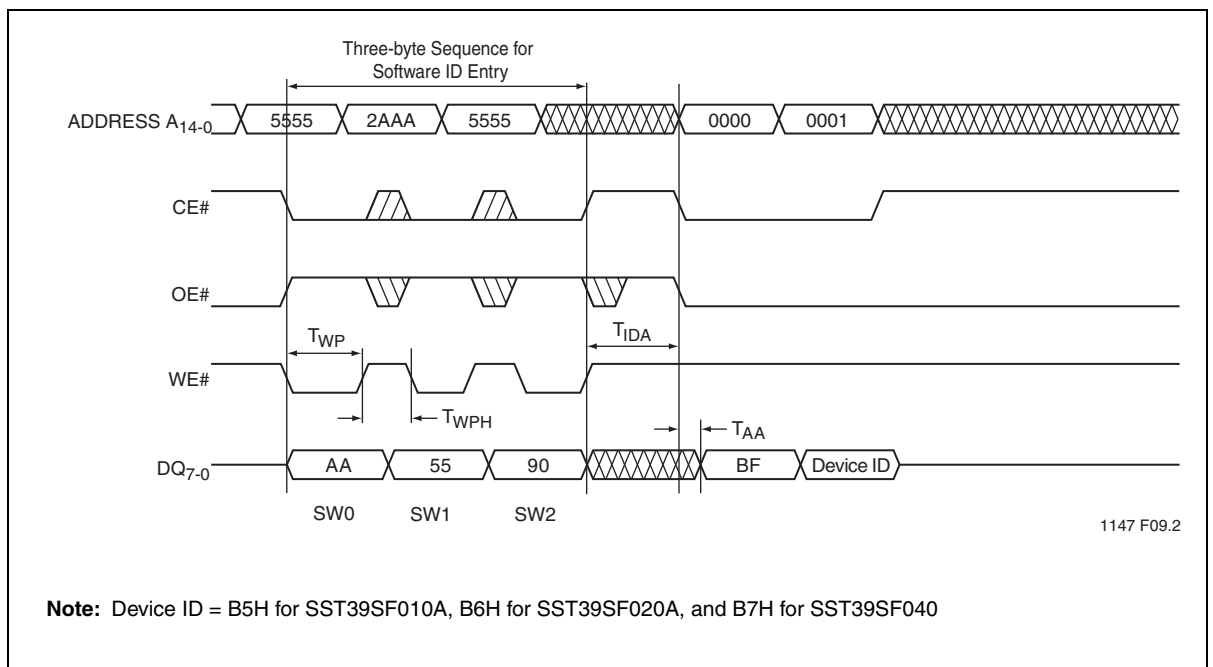 Three-byte Sequence for
Software ID Entry
ADDRESS A14-0
5555 2AAA 5555 0000 0001
CE#
OE#
TWP TIDA
WE#
TWPH TAA
DQ7-0
AA 55 90 BF Device ID
SW0 SW1 SW2
1147 F09.2
Note: Device ID = B5H for SST39SF010A, B6H for SST39SF020A, and B7H for SST39SF040